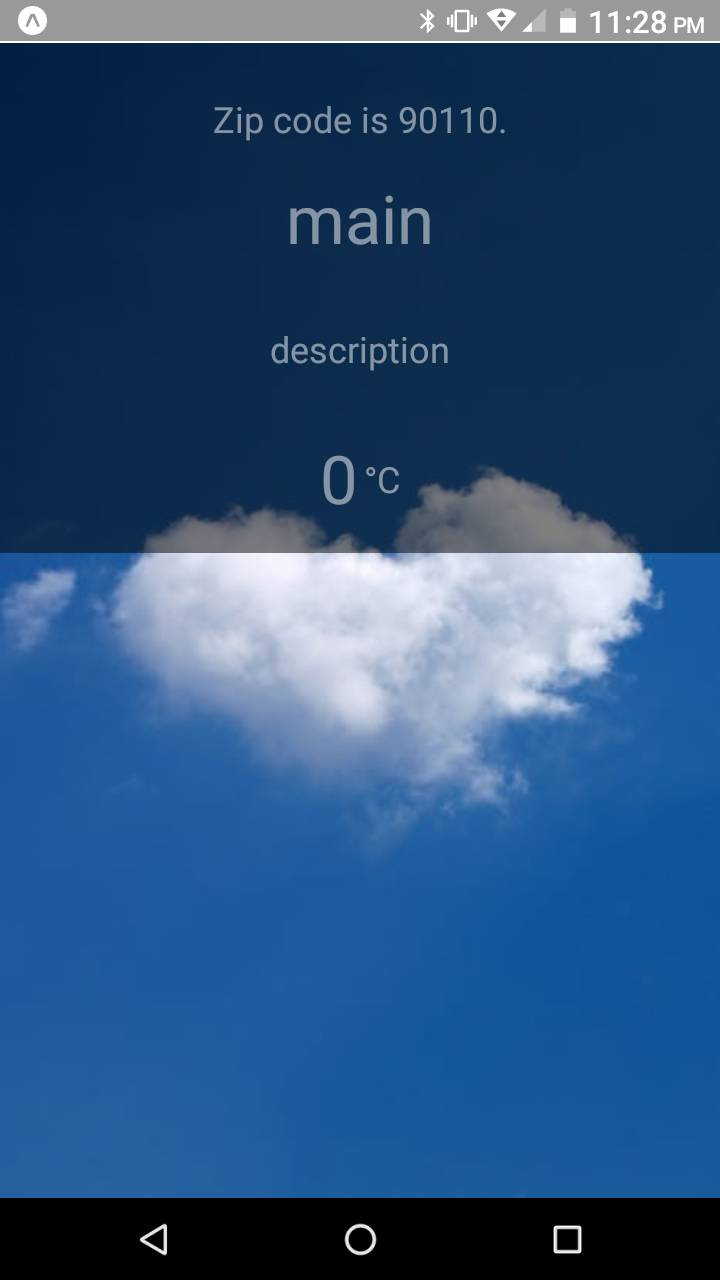 11:28 PM
Zip code is 90110.
main
description
0 °C